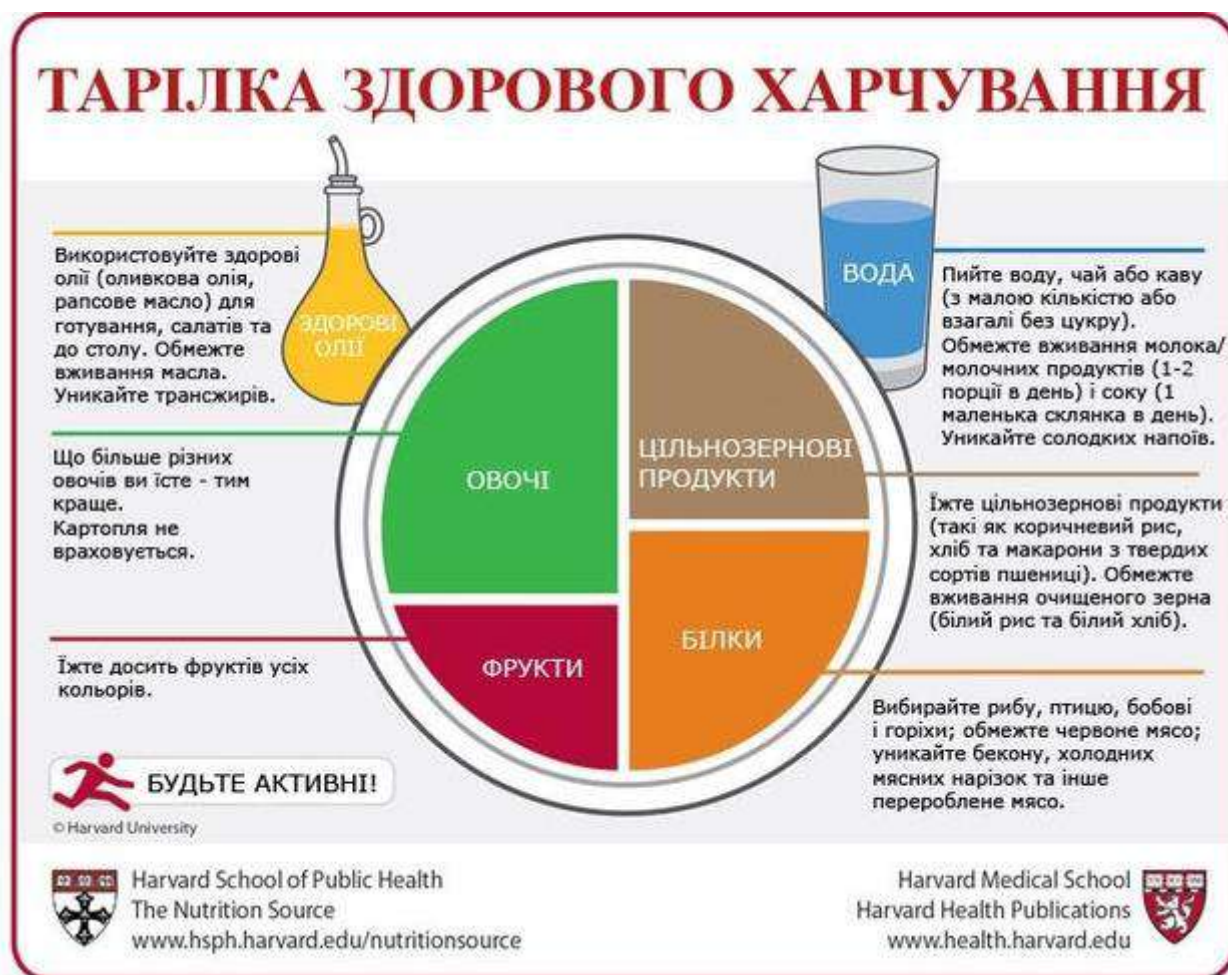 ТАРІЛКА ЗДОРОВОГО ХАРЧУВАННЯ
Використовуйте здорові
олії (оливкова олія,
рапсове масло) для
готування, салатів та
до столу. Обмежте
вживання масла.
Уникайте трансжирів.
ЗДОРОВІ
ОЛІЇ
ВОДА
Пийте воду, чай або каву
(з малою кількістю або
взагалі без цукру).
Обмежте вживання молока/
молочних продуктів (1-2
порції в день) і соку (1
маленька склянка в день).
Уникайте солодких напоїв.
Що більше різних
овочів ви їсте - тим
краще.
Картопля не
враховується.
ОВОЧІ
ЦІЛЬНОЗЕРНОВІ
ПРОДУКТИ
Їжте цільнозернові продукти
(такі як коричневий рис,
хліб та макарони з твердих
сортів пшениці). Обмежте
вживання очищеного зерна
(білий рис та білий хліб).
Їжте досить фруктів усіх
кольорів.
ФРУКТИ
БІЛКИ
Вибирайте рибу, птицю, бобові
і горіхи; обмежте червоне мясо;
уникайте бекону, холодних
мясних нарізок та інше
перероблене мясо.
БУДЬТЕ АКТИВНІ!
© Harvard University
Harvard School of Public Health
The Nutrition Source
www.hsph.harvard.edu/nutritionsource
Harvard Medical School
Harvard Health Publications
www.health.harvard.edu